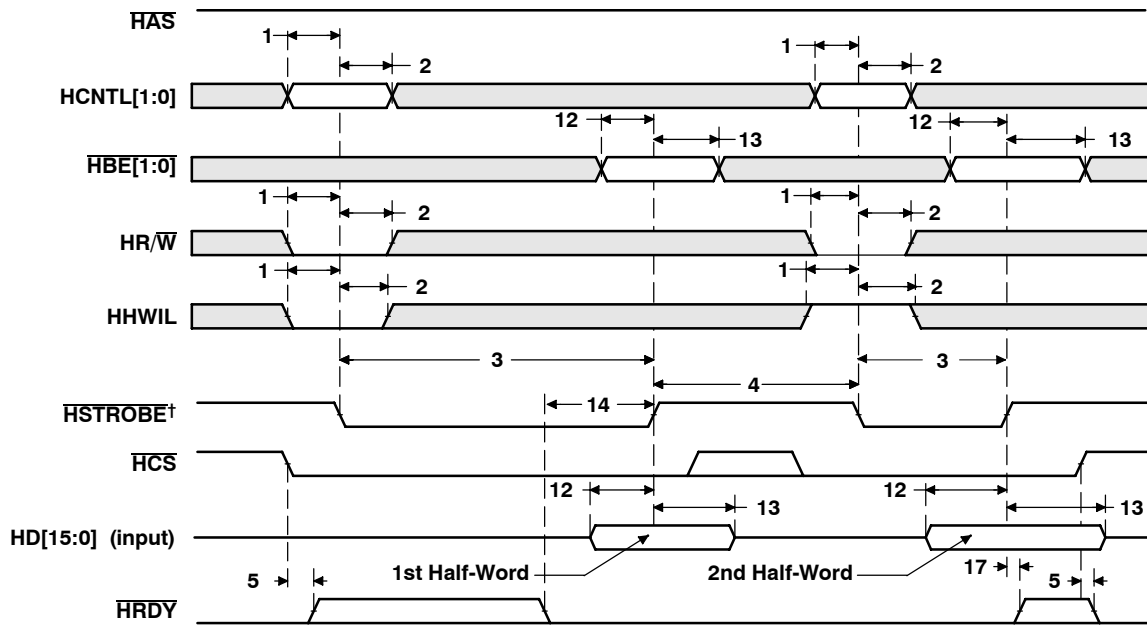 HAS
1
1
2
2
HCNTL[1:0]
12
12
13
13
HBE[1:0]
1
1
2
2
HR/W
1
1
2
2
HHWIL
3
3
4
HSTROBE†
14
HCS
12
12
13
13
HD[15:0] (input)
1st Half-Word
2nd Half-Word
17
5
5
HRDY